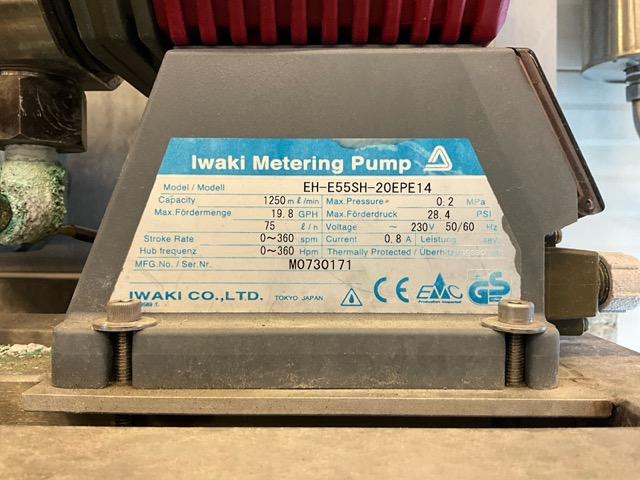 Iwaki Metering Pump
Model / Modell EH-E55SH-20EPE14
Capacity 1250 m ℓ/min Max. Pressure 0.2 MPa
Max. Fördermenge 19.8 GPH Max. Förderdruck 28.4 PSI
75 ℓ/h Voltage ~ 230V 50/60 Hz
Stroke Rate 0~360 spm Current 0.8 A Leistung
Hub frequenz 0~360 Hpm Thermally Protected /
MFG. No. / Ser. Nr. M0730171
IWAKI CO., LTD. TOKYO JAPAN CE EMC GS
Production inspected